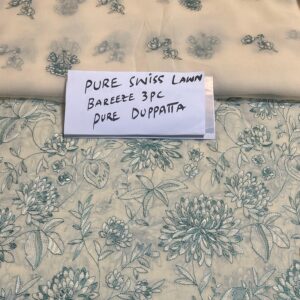 PURE SWISS LAWN
BAREEZE 3PC
PURE DUPPATTA